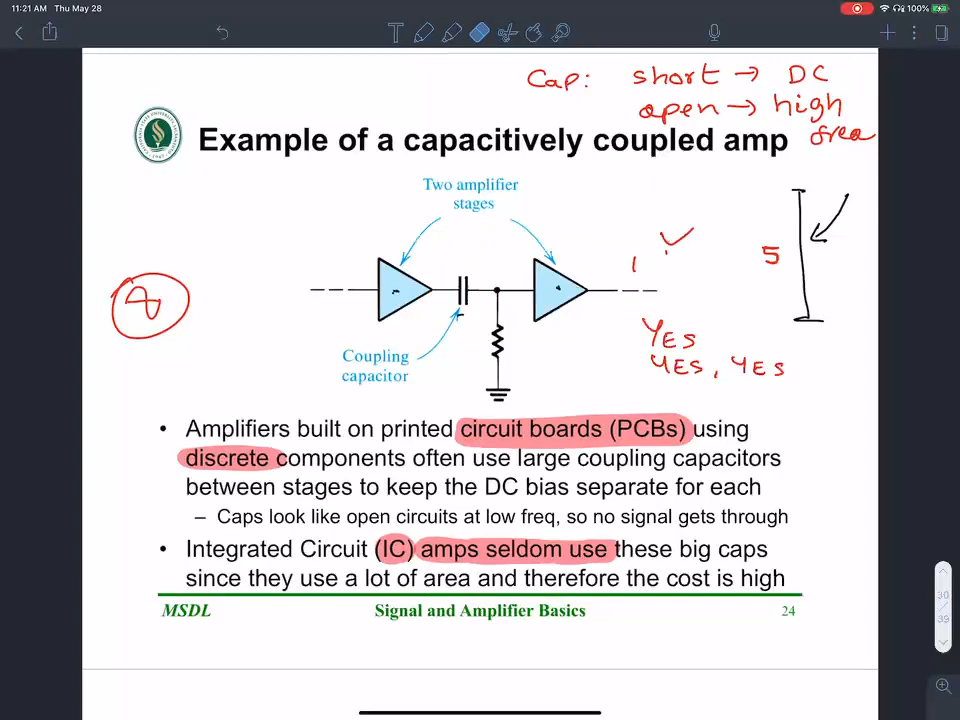 11:21 AM Thu May 28
100%
Cap: short → DC
open → high
freq
Example of a capacitively coupled amp
Two amplifier
stages
1
5
Coupling
capacitor
YES
YES, YES
• Amplifiers built on printed circuit boards (PCBs) using
discrete components often use large coupling capacitors
between stages to keep the DC bias separate for each
– Caps look like open circuits at low freq, so no signal gets through
• Integrated Circuit (IC) amps seldom use these big caps
since they use a lot of area and therefore the cost is high
MSDL Signal and Amplifier Basics 24
30
/
39